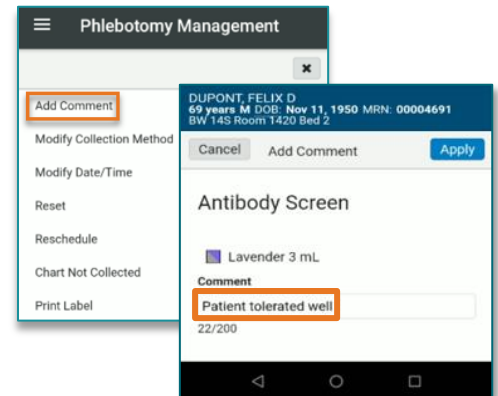 Phlebotomy Management
Add Comment
Modify Collection Method
Modify Date/Time
Reset
Reschedule
Chart Not Collected
Print Label
DUPONT, FELIX D
69 years M DOB: Nov 11, 1950 MRN: 00004691
BW 14S Room 1420 Bed 2
Cancel Add Comment Apply
Antibody Screen
Lavender 3 mL
Comment
Patient tolerated well
22/200